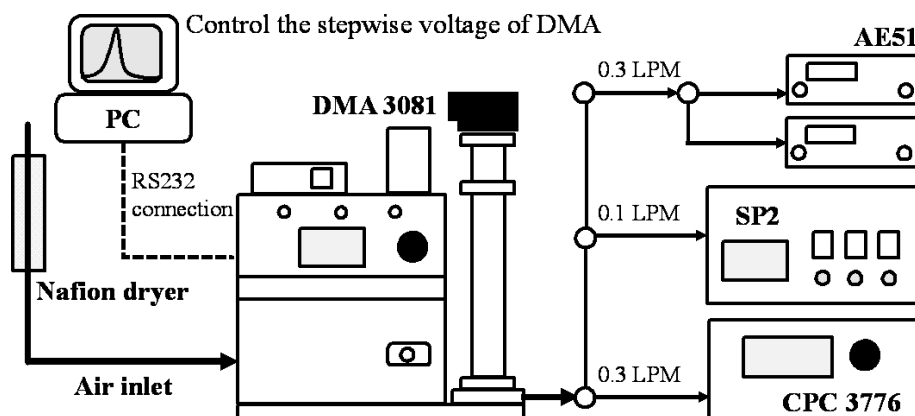 Control the stepwise voltage of DMA
AE51
0.3 LPM
DMA 3081
PC
RS232
connection
0.1 LPM
SP2
Nafion dryer
Air inlet
0.3 LPM
CPC 3776